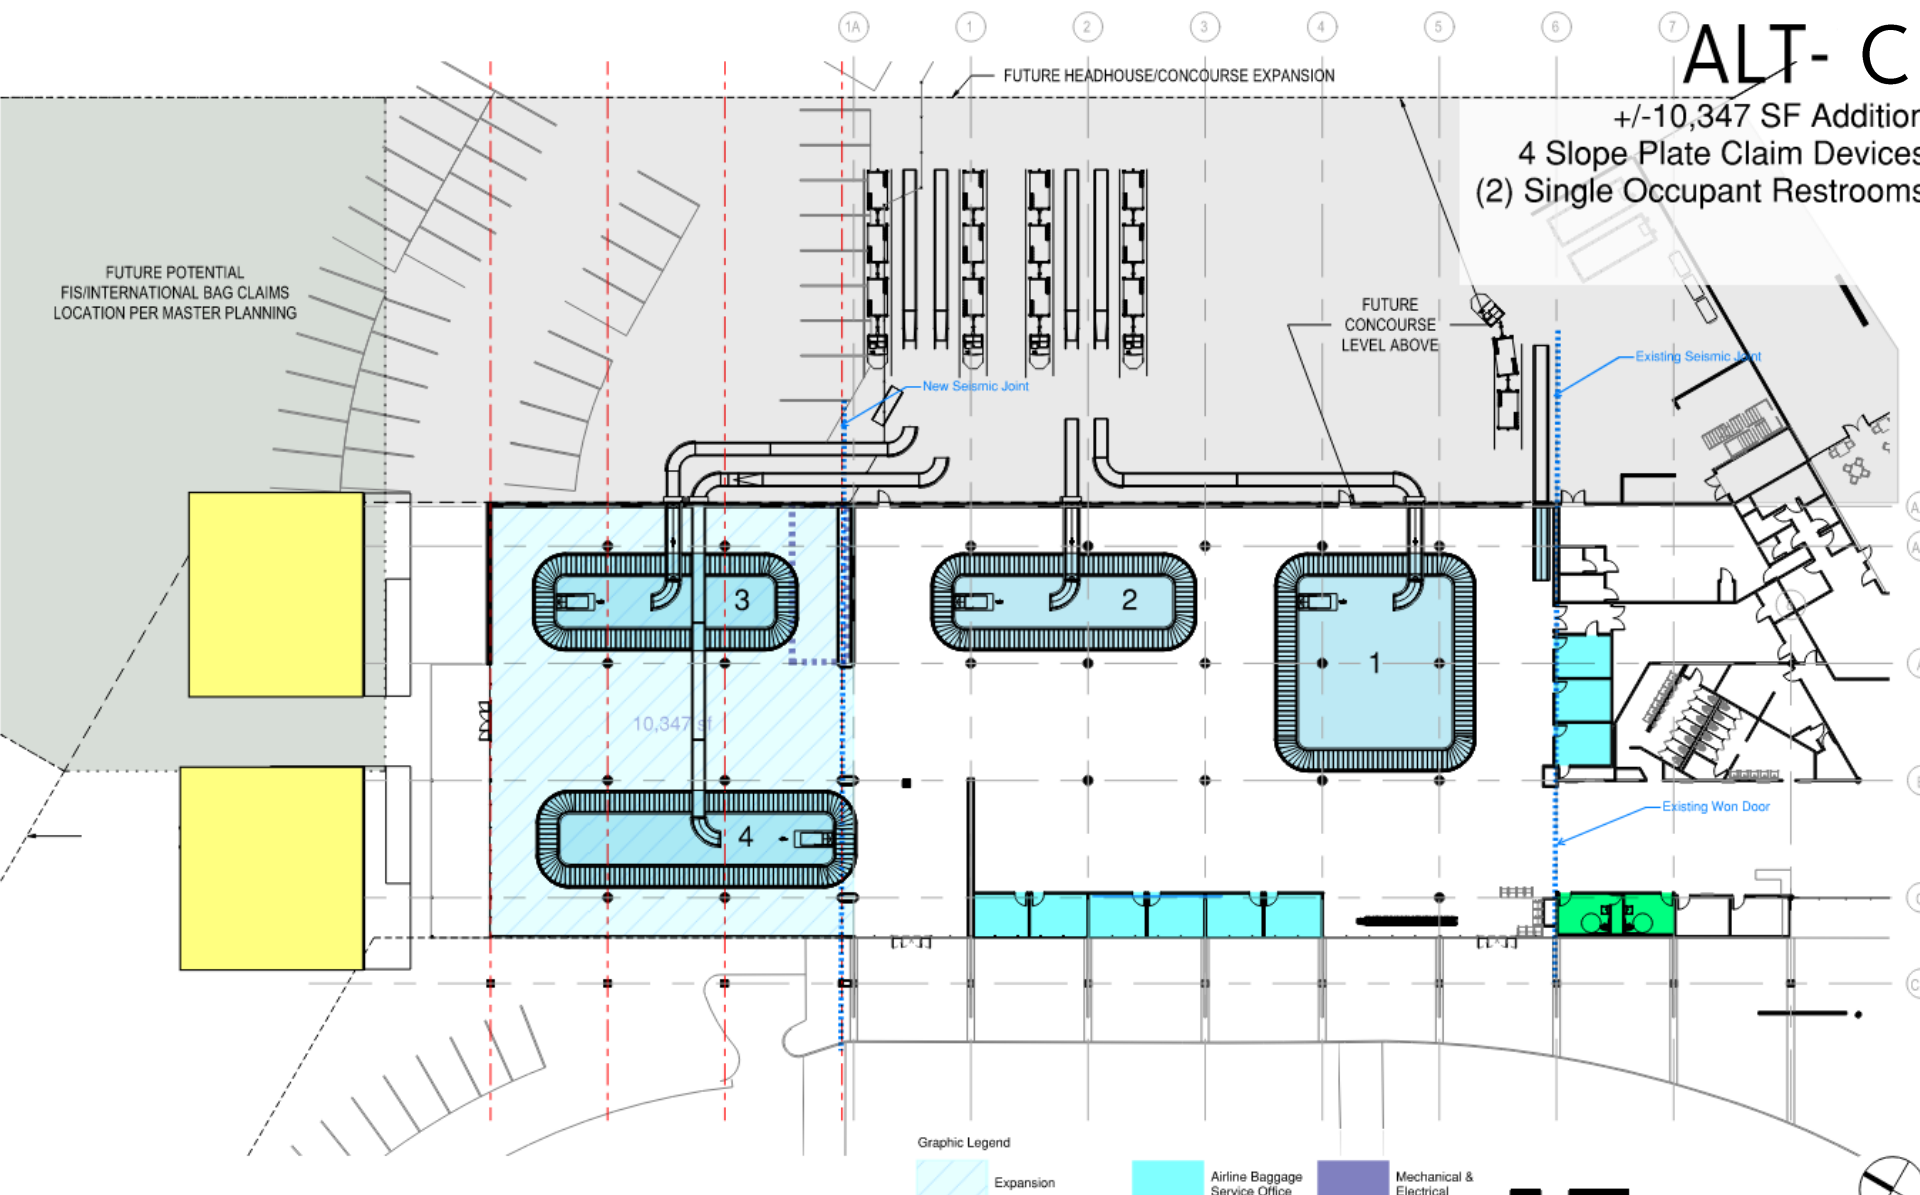 1A
1
2
3
4
5
6
7
ALT- C
FUTURE HEADHOUSE/CONCOURSE EXPANSION
+/-10,347 SF Addition
4 Slope Plate Claim Devices
(2) Single Occupant Restrooms
FUTURE POTENTIAL
FIS/INTERNATIONAL BAG CLAIMS
LOCATION PER MASTER PLANNING
FUTURE
CONCOURSE
LEVEL ABOVE
Existing Seismic Joint
New Seismic Joint
3
2
1
10,347 sf
4
Existing Won Door
Graphic Legend
Expansion
Airline Baggage
Service Office
Mechanical &
Electrical